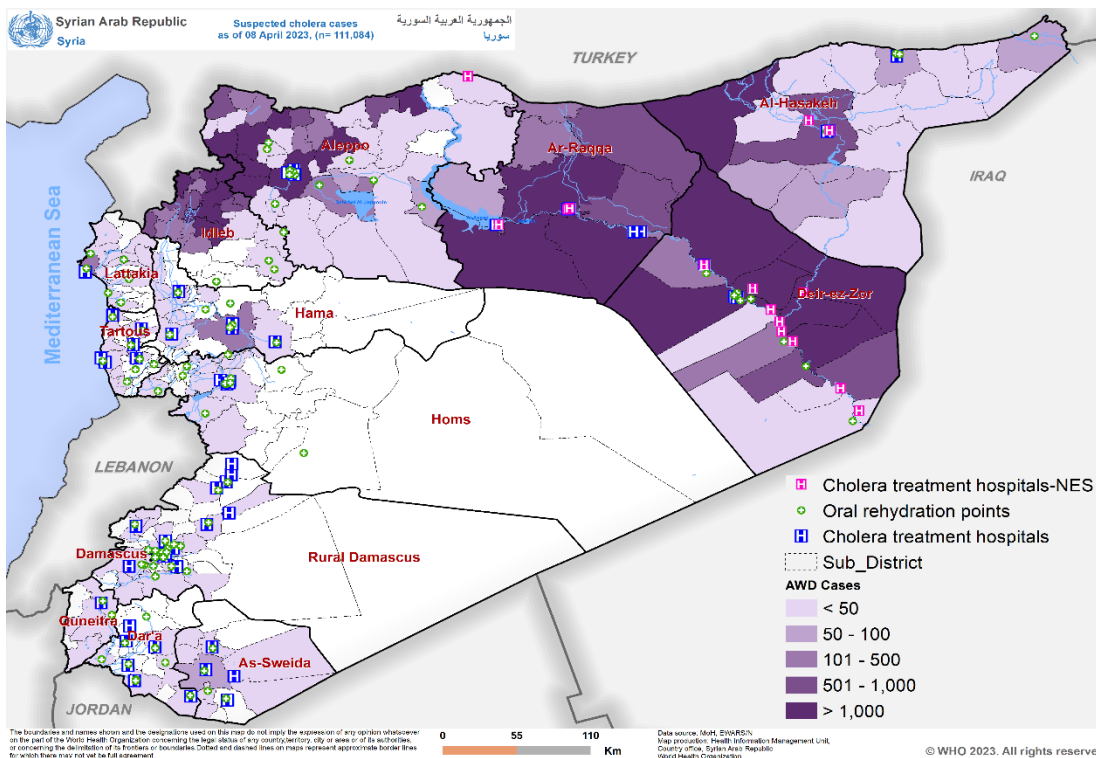 Syrian Arab Republic
Syria
Suspected cholera cases
as of 08 April 2023, (n= 111,084)
الجمهورية العربية السورية
سوريا
TURKEY
Mediterranean Sea
Al-Hasakeh
Aleppo
Ar-Raqqa
IRAQ
Idleb
Lattakia
Deir-ez-Zor
Hama
Tartous
Homs
LEBANON
Damascus
Rural Damascus
Quneitra
Dar'a
As-Sweida
JORDAN
H Cholera treatment hospitals-NES
Oral rehydration points
H Cholera treatment hospitals
Sub_District
AWD Cases
< 50
50 - 100
101 - 500
501 - 1,000
> 1,000
The boundaries and names shown and the designations used on this map do not imply the expression of any opinion whatsoever
on the part of the World Health Organization concerning the legal status of any country,territory, city or area or of its authorities,
or concerning the delimitation of its frontiers or boundaries.Dotted and dashed lines on maps represent approximate border lines
for which there may not yet be full agreement.
0 55 110
Km
Data source: MoH, EWARS/N
Map production: Health Information Management Unit,
Country office, Syrian Arab Republic
World Health Organization
© WHO 2023. All rights reserve